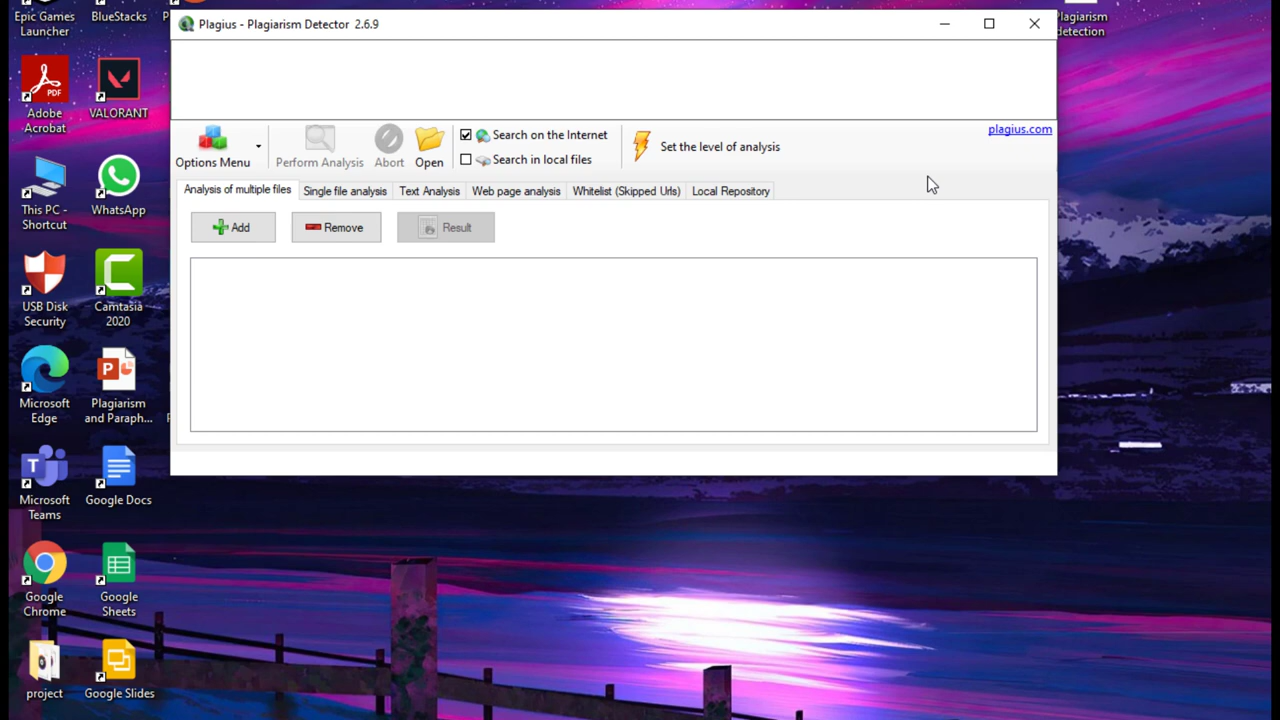 Epic Games
Launcher
BlueStacks
Plagiarism
detection
Plagius - Plagiarism Detector 2.6.9
Adobe
Acrobat
PDF
VALORANT
plagius.com
Options Menu
Perform Analysis
Abort
Open
Search on the Internet
Search in local files
Set the level of analysis
Analysis of multiple files
Single file analysis
Text Analysis
Web page analysis
Whitelist (Skipped Urls)
Local Repository
Add
Remove
Result
This PC -
Shortcut
WhatsApp
USB Disk
Security
Camtasia
2020
Microsoft
Edge
Plagiarism
and Paraph...
Microsoft
Teams
Google Docs
Google
Chrome
Google
Sheets
project
Google Slides